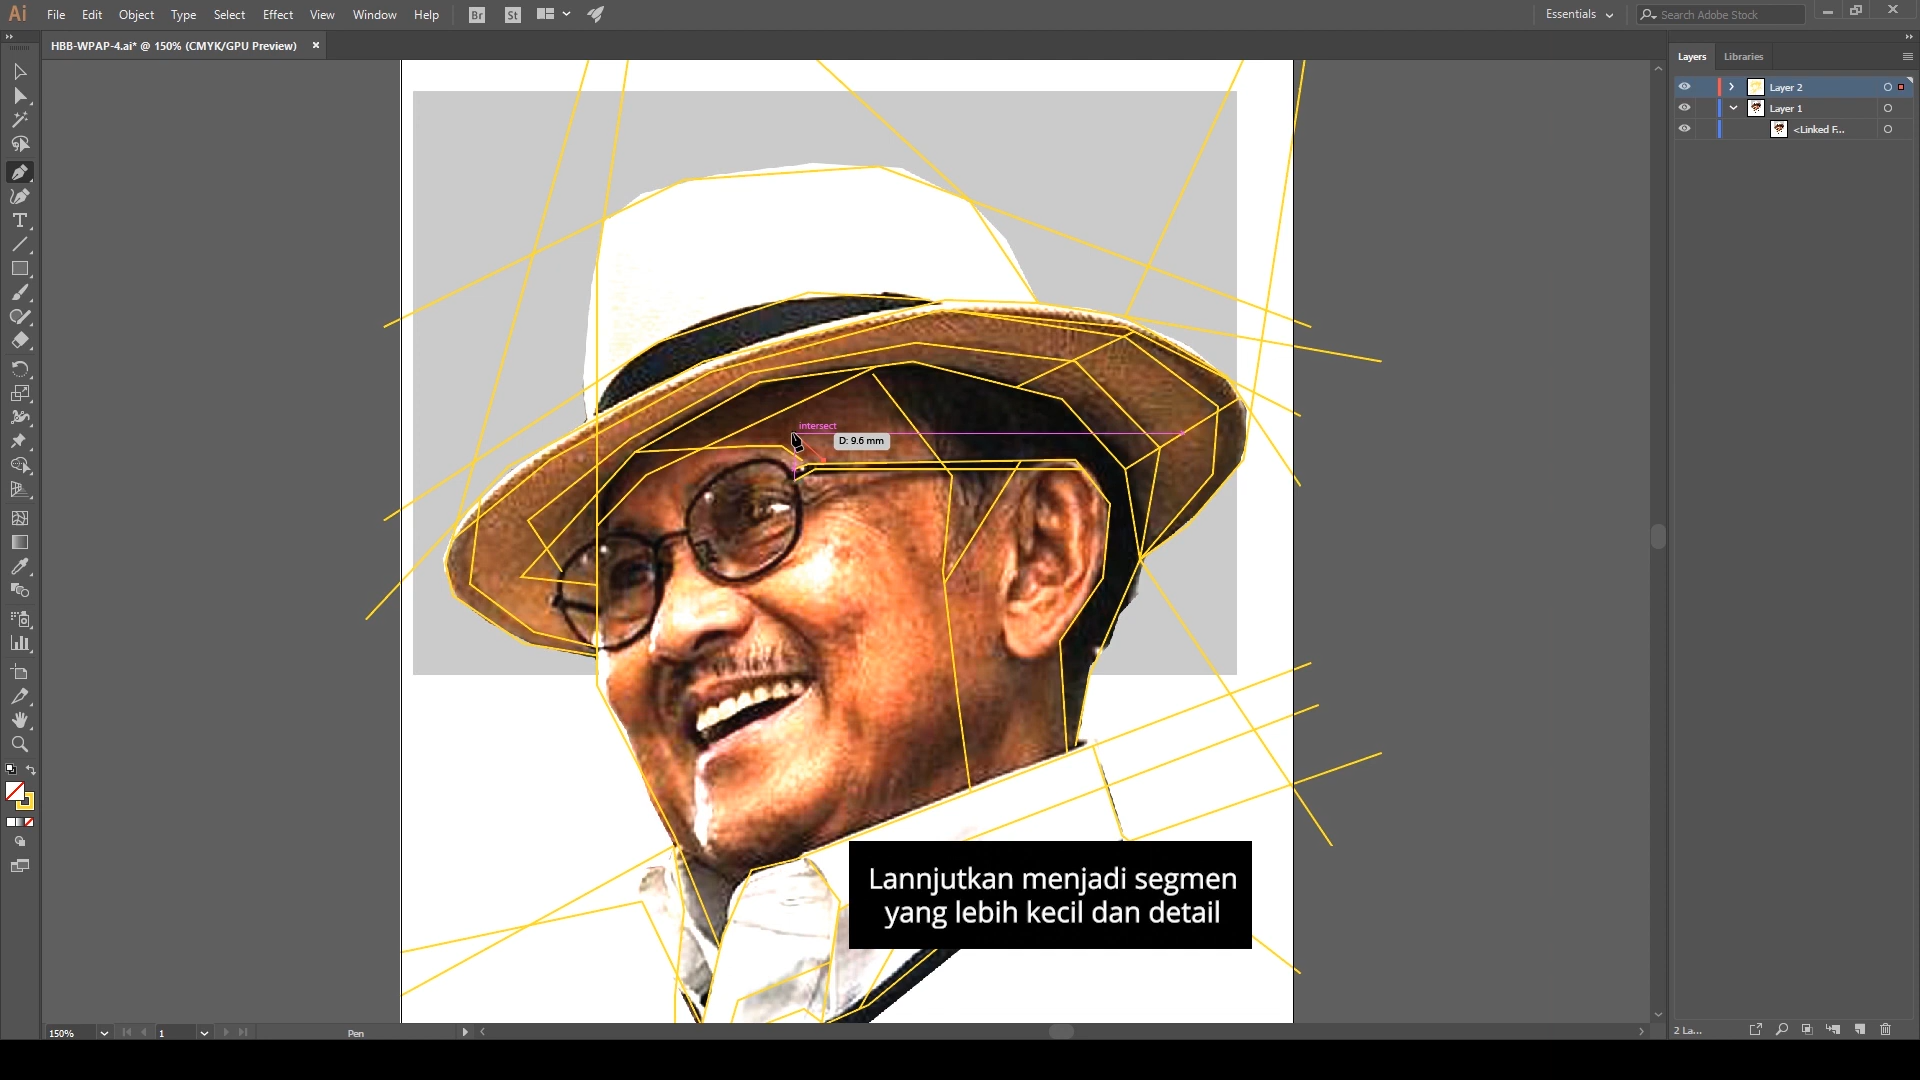 Ai File Edit Object Type Select Effect View Window Help Br St Essentials Search Adobe Stock
HBB-WPAP-4.ai* @ 150% (CMYK/GPU Preview) ×
Layers Libraries
Layer 2
Layer 1
<Linked F...
intersect
D: 9.6 mm
Lannjutkan menjadi segmen
yang lebih kecil dan detail
150% 1 Pen 2 La...